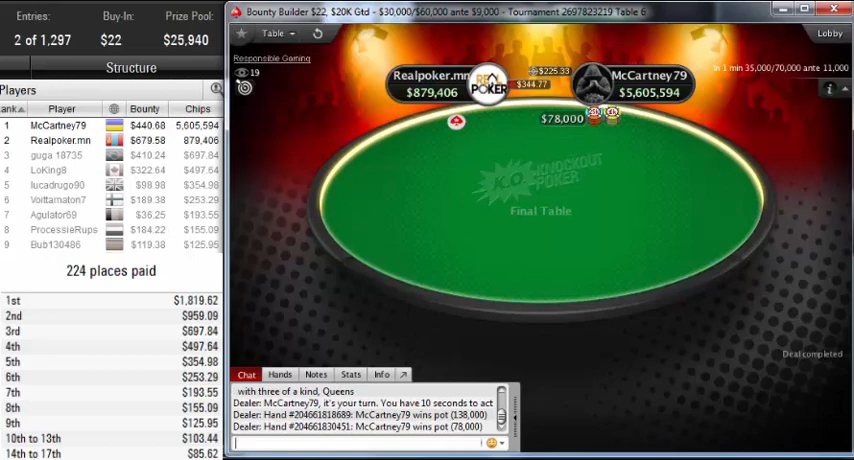 Entries:
Buy-In:
Prize Pool:
2 of 1,297
$22
$25,940
Structure
Players
Rank
Player
Bounty
Chips
1 McCartney79 $440.68 5,605,594
2 Realpoker.mn $679.58 879,406
3 guga 18735 $410.24 $697.84
4 LoKing8 $322.64 $497.64
5 lucadrugo90 $98.98 $354.98
6 Voittamaton7 $189.38 $253.29
7 Agulator69 $36.25 $193.55
8 ProcessieRups $184.22 $155.09
9 Bub130486 $119.38 $125.95
224 places paid
1st $1,819.62
2nd $959.09
3rd $697.84
4th $497.64
5th $354.98
6th $253.29
7th $193.55
8th $155.09
9th $125.95
10th to 13th $103.44
14th to 17th $85.62
Bounty Builder $22, $20K Gtd - $30,000/$60,000 ante $9,000 - Tournament 2697823219 Table 6
Table
Lobby
Responsible Gaming
19
In 1 min 35,000/70,000 ante 11,000
Realpoker.mn
$879,406
REAL
POKER
$225.33
$344.77
McCartney79
$5,605,594
$78,000
K.O. KNOCKOUT
POKER
Final Table
Deal completed
Chat Hands Notes Stats Info
with three of a kind, Queens
Dealer: McCartney79, it's your turn. You have 10 seconds to act
Dealer: Hand #204661818689: McCartney79 wins pot (138,000)
Dealer: Hand #204661830451: McCartney79 wins pot (78,000)